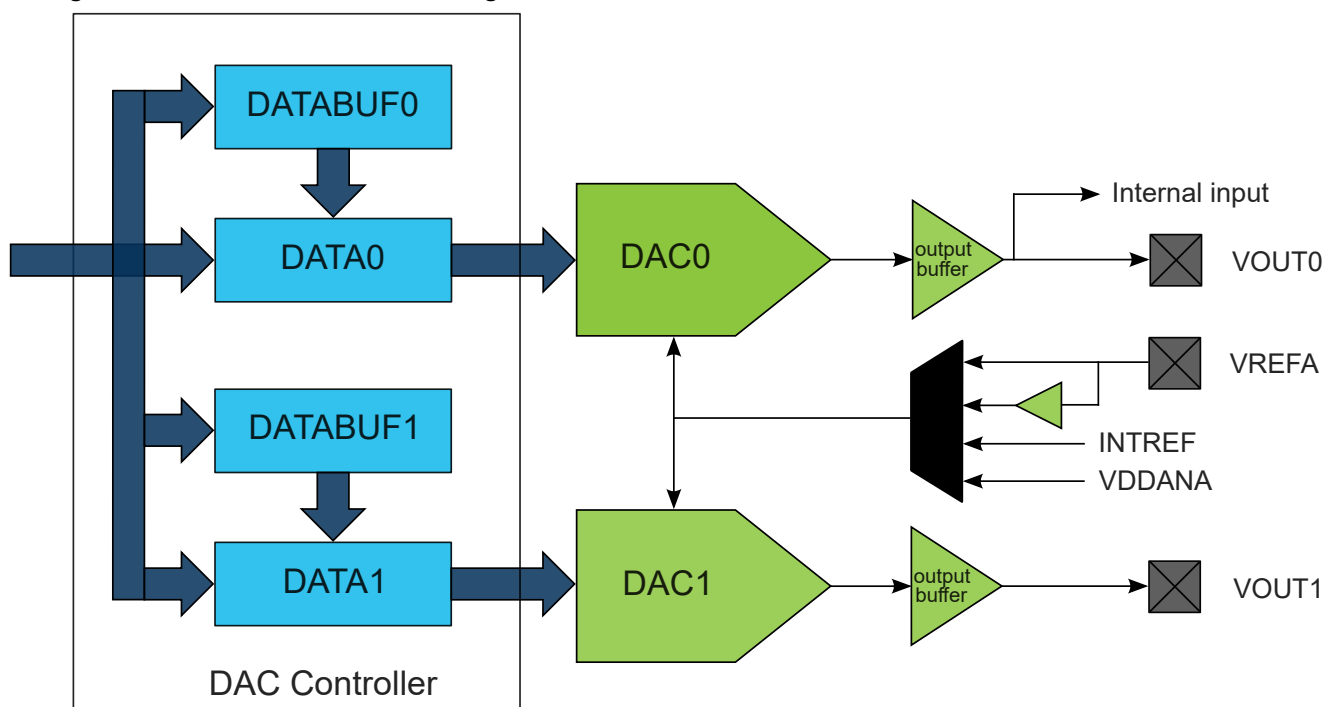 DATABUF0
DATA0
DAC0
output
buffer
Internal input
VOUT0
VREFA
INTREF
VDDANA
DATABUF1
DATA1
DAC1
output
buffer
VOUT1
DAC Controller